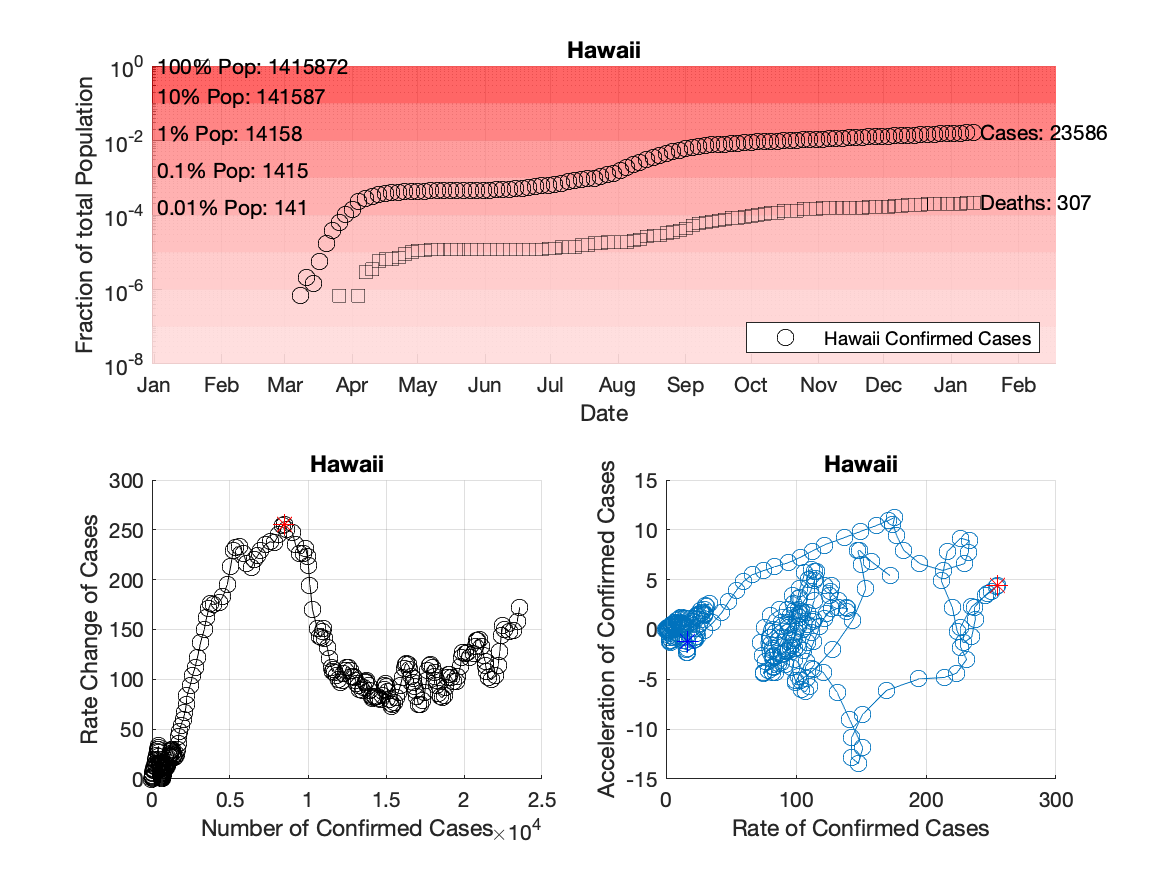 Hawaii
Fraction of total Population
10^0
10^-2
10^-4
10^-6
10^-8
100% Pop: 1415872
10% Pop: 141587
1% Pop: 14158
0.1% Pop: 1415
0.01% Pop: 141
Cases: 23586
Deaths: 307
Hawaii Confirmed Cases
Jan Feb Mar Apr May Jun Jul Aug Sep Oct Nov Dec Jan Feb
Date
Hawaii
Rate Change of Cases
300
250
200
150
100
50
0
0 0.5 1 1.5 2 2.5
Number of Confirmed Cases ×10^4
Hawaii
Acceleration of Confirmed Cases
15
10
5
0
-5
-10
-15
0 100 200 300
Rate of Confirmed Cases